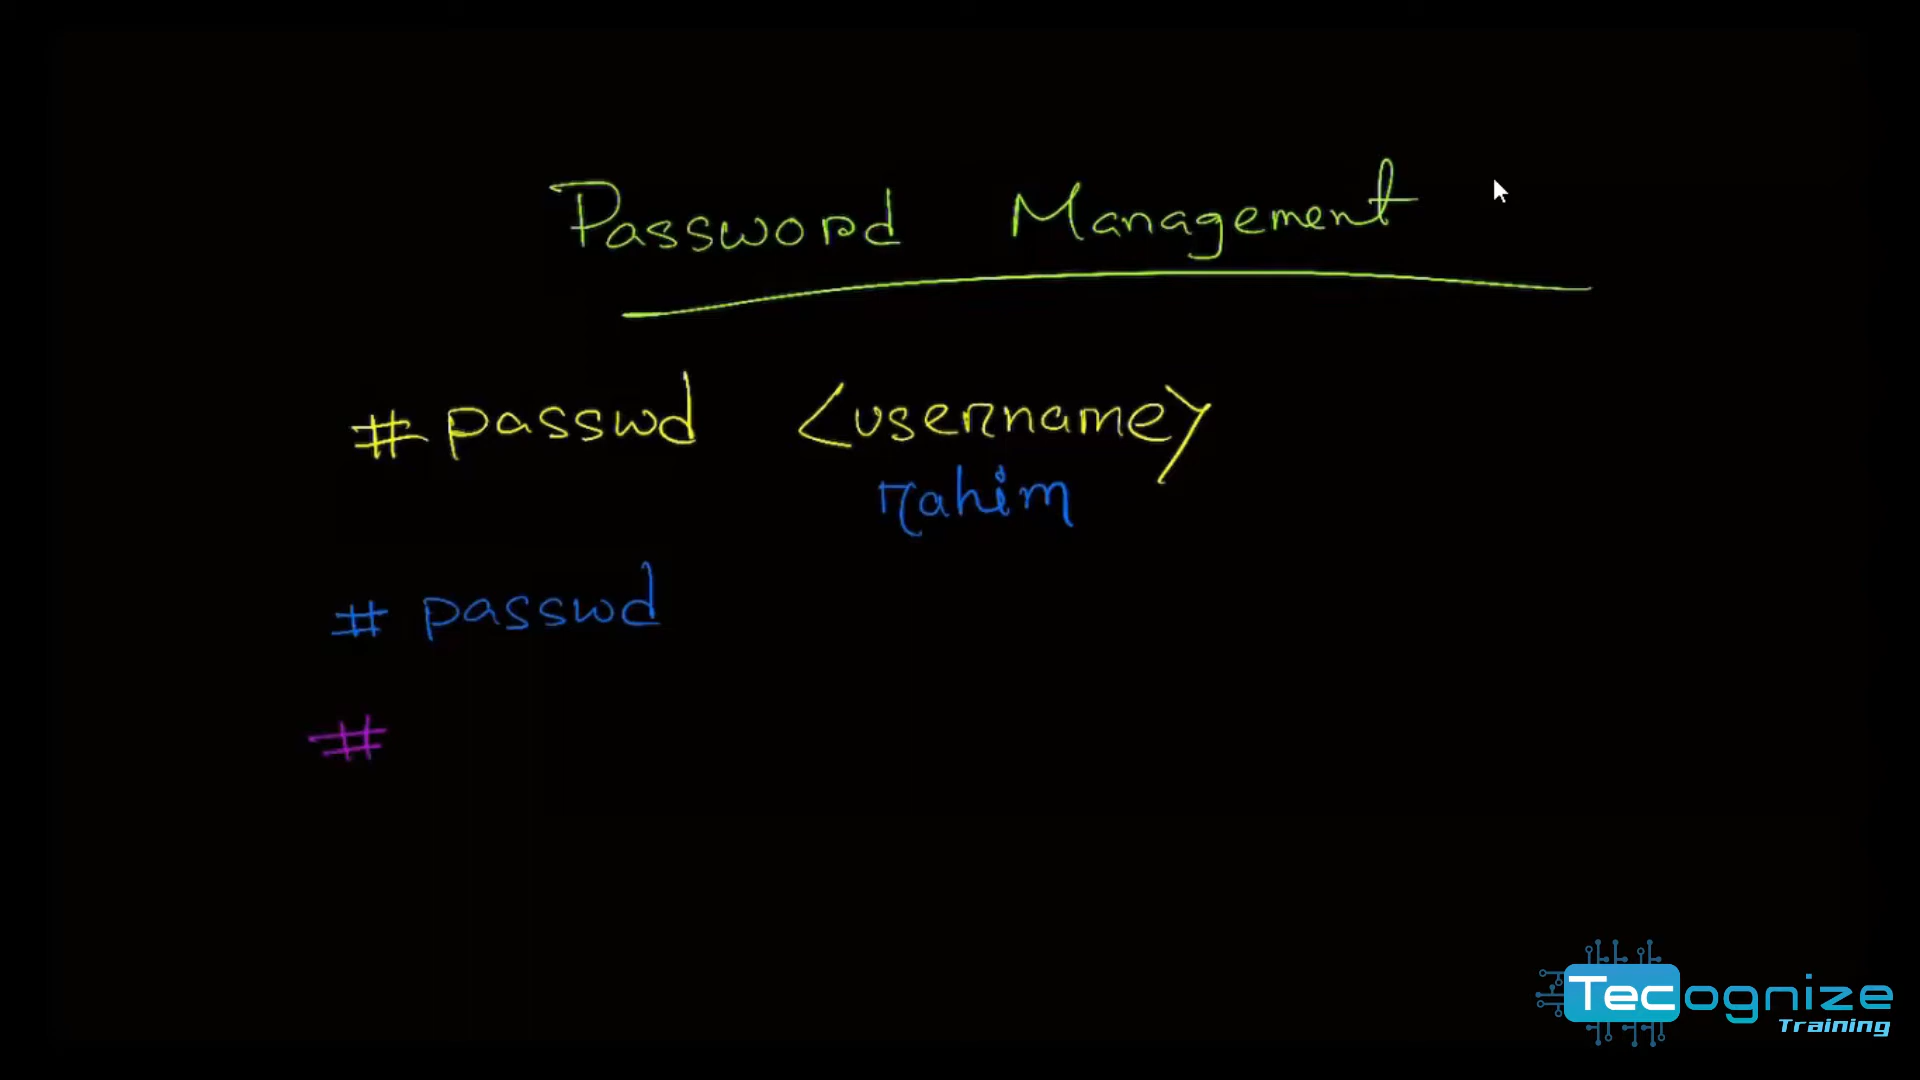 Password Management
# passwd <username>
rahim
# passwd
#
Tecognize
Training